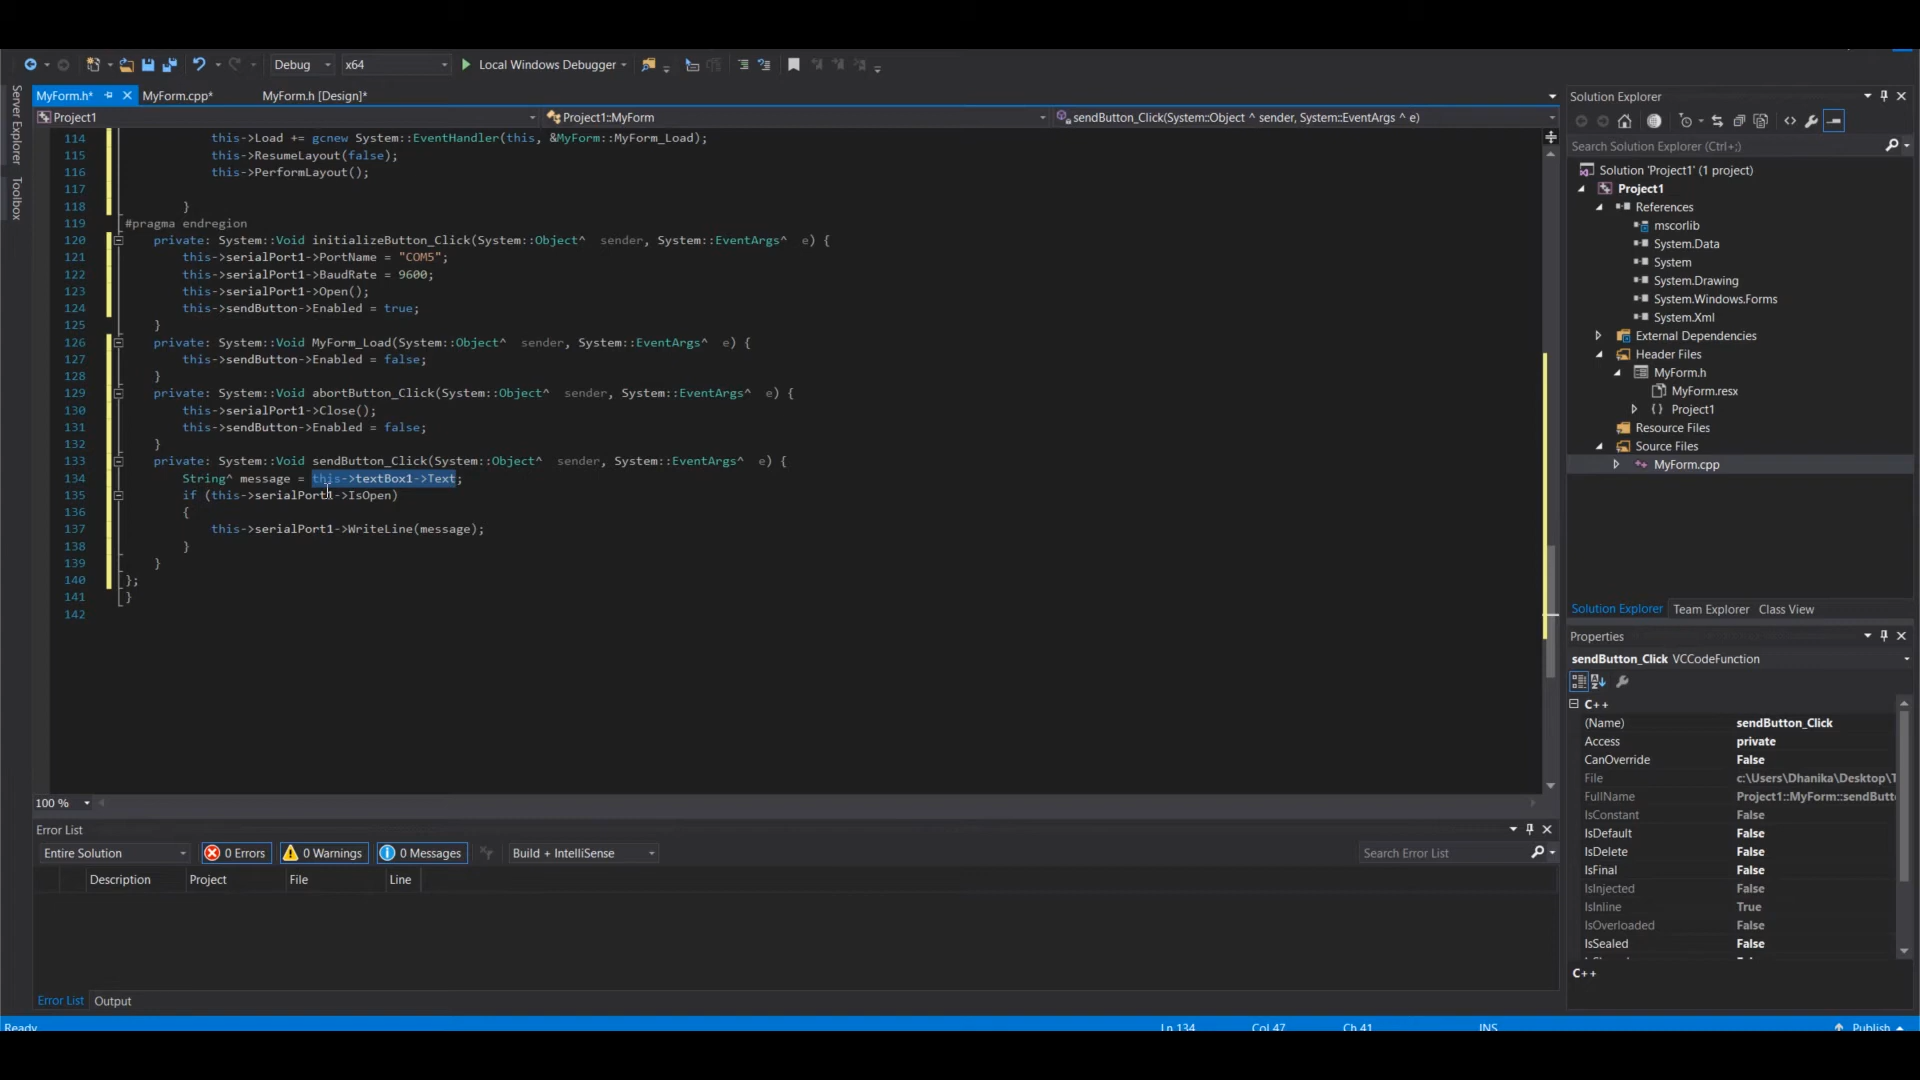 Debug
x64
Local Windows Debugger
MyForm.h*
MyForm.cpp*
MyForm.h [Design]*
Project1
Project1::MyForm
sendButton_Click(System::Object ^ sender, System::EventArgs ^ e)
Server Explorer
Toolbox
114 this->Load += gcnew System::EventHandler(this, &MyForm::MyForm_Load);
115 this->ResumeLayout(false);
116 this->PerformLayout();
117
118 }
119 #pragma endregion
120 private: System::Void initializeButton_Click(System::Object^ sender, System::EventArgs^ e) {
121 this->serialPort1->PortName = "COM5";
122 this->serialPort1->BaudRate = 9600;
123 this->serialPort1->Open();
124 this->sendButton->Enabled = true;
125 }
126 private: System::Void MyForm_Load(System::Object^ sender, System::EventArgs^ e) {
127 this->sendButton->Enabled = false;
128 }
129 private: System::Void abortButton_Click(System::Object^ sender, System::EventArgs^ e) {
130 this->serialPort1->Close();
131 this->sendButton->Enabled = false;
132 }
133 private: System::Void sendButton_Click(System::Object^ sender, System::EventArgs^ e) {
134 String^ message = this->textBox1->Text;
135 if (this->serialPort1->IsOpen)
136 {
137 this->serialPort1->WriteLine(message);
138 }
139 }
140 };
141 }
142
100 %
Error List
Entire Solution
0 Errors
0 Warnings
0 Messages
Build + IntelliSense
Search Error List
Description Project File Line
Error List Output
Solution Explorer
Search Solution Explorer (Ctrl+;)
Solution 'Project1' (1 project)
Project1
References
mscorlib
System.Data
System
System.Drawing
System.Windows.Forms
System.Xml
External Dependencies
Header Files
MyForm.h
MyForm.resx
{ } Project1
Resource Files
Source Files
MyForm.cpp
Solution Explorer Team Explorer Class View
Properties
sendButton_Click VCCodeFunction
C++
(Name) sendButton_Click
Access private
CanOverride False
File c:\Users\Dhanika\Desktop\T
FullName Project1::MyForm::sendButt
IsConstant False
IsDefault False
IsDelete False
IsFinal False
IsInjected False
IsInline True
IsOverloaded False
IsSealed False
C++
Ready
Ln 134
Col 47
Ch 41
INS
Publish